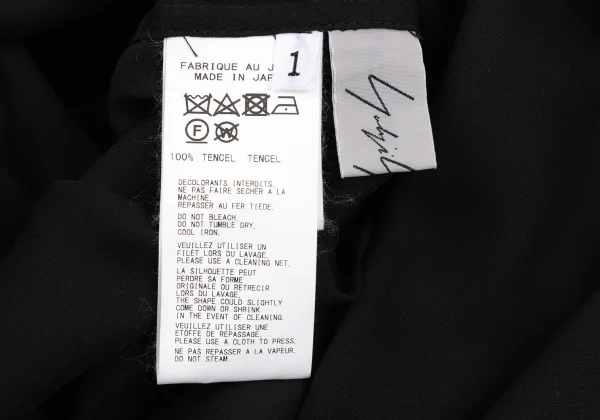 FABRIQUE AU J
MADE IN JAP
1
F
W
100% TENCEL TENCEL
DECOLORANTS INTERDITS.
NE PAS FAIRE SECHER A LA
MACHINE.
REPASSER AU FER TIEDE.
DO NOT BLEACH.
DO NOT TUMBLE DRY.
COOL IRON.
VEUILLEZ UTILISER UN
FILET LORS DU LAVAGE.
PLEASE USE A CLEANING NET.
LA SILHOUETTE PEUT
PERDRE SA FORME
ORIGINALE OU RETRECIR
LORS DU LAVAGE.
THE SHAPE COULD SLIGHTLY
COME DOWN OR SHRINK
IN THE EVENT OF CLEANING.
VEUILLEZ UTILISER UNE
ETOFFE DE REPASSAGE.
PLEASE USE A CLOTH TO PRESS.
NE PAS REPASSER A LA VAPEUR.
DO NOT STEAM.